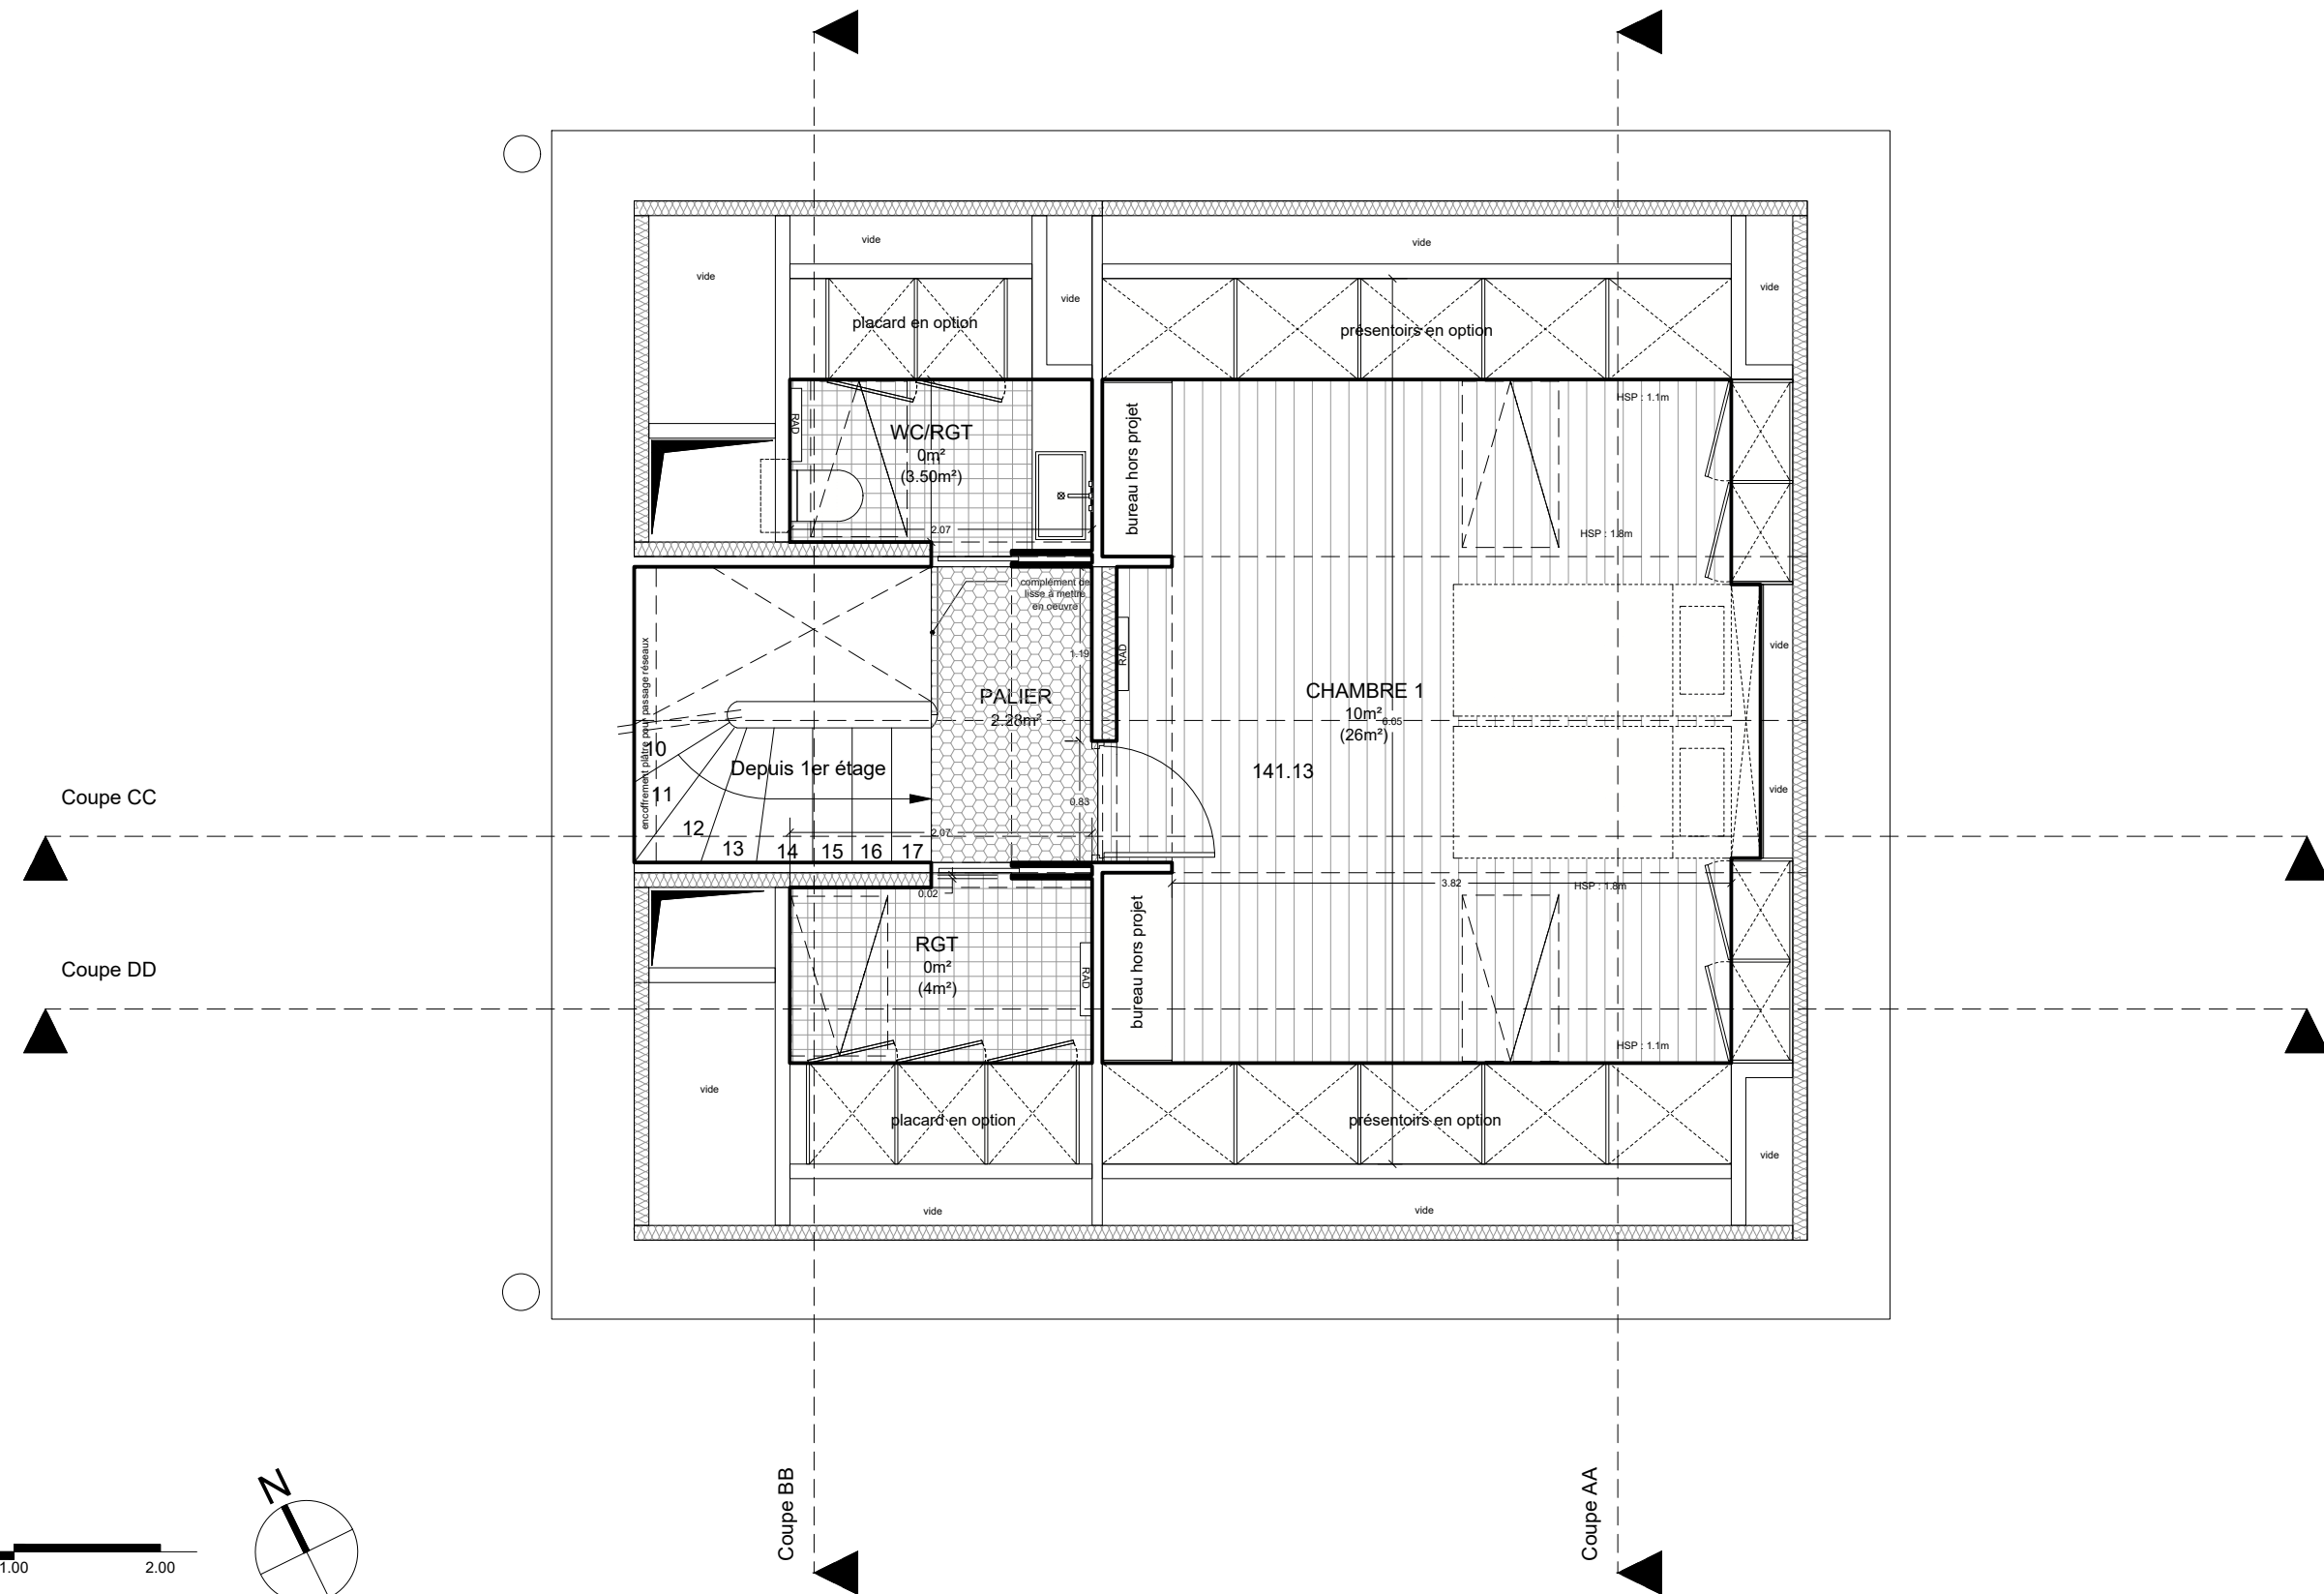 vide
vide
vide
vide
vide
placard en option
présentoirs en option
RAD
WC/RGT
0m²
(3.50m²)
2.07
bureau hors projet
HSP : 1.1m
HSP : 1.8m
complément de
lisse à mettre
en oeuvre
encoffrement plâtre pour passage réseaux
1.19
RAD
PALIER
2.28m²
CHAMBRE 1
10m²
6.05
(26m²)
141.13
vide
vide
10
11
12
13
14
15
16
17
Depuis 1er étage
0.83
2.07
Coupe CC
3.82
HSP : 1.8m
0.02
RGT
0m²
(4m²)
RAD
bureau hors projet
Coupe DD
HSP : 1.1m
vide
placard en option
présentoirs en option
vide
vide
vide
Coupe BB
Coupe AA
N
1.00
2.00